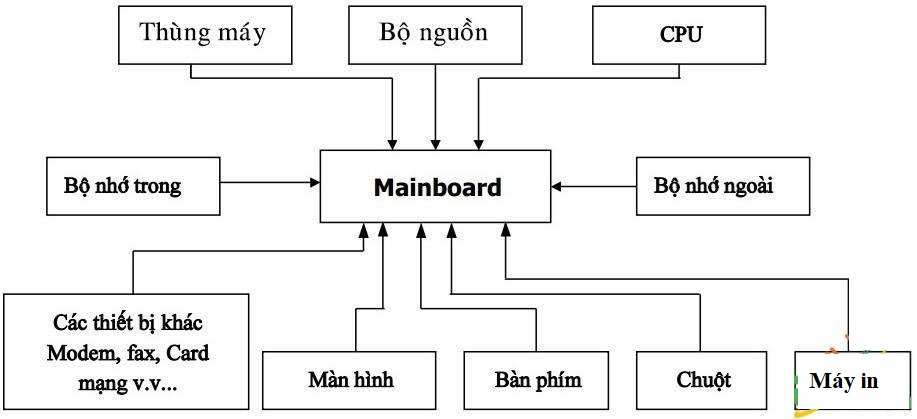 Thùng máy
Bộ nguồn
CPU
Bộ nhớ trong
Mainboard
Bộ nhớ ngoài
Các thiết bị khác
Modem, fax, Card
mạng v.v...
Màn hình
Bàn phím
Chuột
Máy in